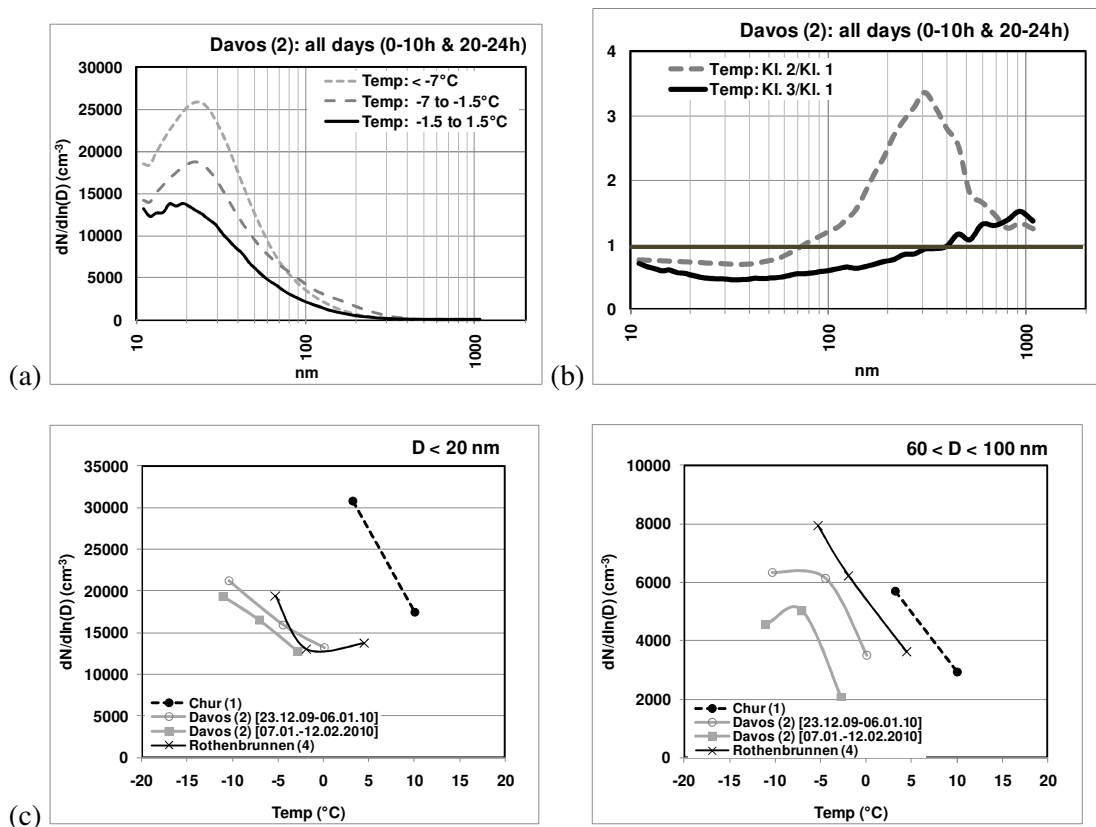 Davos (2): all days (0-10h & 20-24h)
30000
25000
20000
15000
10000
5000
0
dN/dln(D) (cm-3)
Temp: < -7°C
Temp: -7 to -1.5°C
Temp: -1.5 to 1.5°C
10
100
1000
nm
(a)
Davos (2): all days (0-10h & 20-24h)
4
3
2
1
0
Temp: Kl. 2/Kl. 1
Temp: Kl. 3/Kl. 1
10
100
1000
nm
(b)
D < 20 nm
35000
30000
25000
20000
15000
10000
5000
0
dN/dln(D) (cm-3)
Chur (1)
Davos (2) [23.12.09-06.01.10]
Davos (2) [07.01.-12.02.2010]
Rothenbrunnen (4)
-20 -15 -10 -5 0 5 10 15 20
Temp (°C)
(c)
60 < D < 100 nm
10000
8000
6000
4000
2000
0
dN/dln(D) (cm-3)
Chur (1)
Davos (2) [23.12.09-06.01.10]
Davos (2) [07.01.-12.02.2010]
Rothenbrunnen (4)
-20 -15 -10 -5 0 5 10 15 20
Temp (°C)